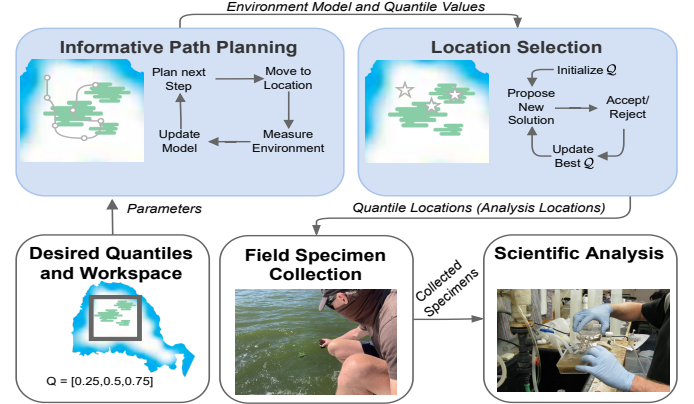 Environment Model and Quantile Values
Informative Path Planning
Plan next
Step
Move to
Location
Update
Model
Measure
Environment
Location Selection
Initialize 𝒬
Propose
New
Solution
Accept/
Reject
Update
Best 𝒬
Parameters
Quantile Locations (Analysis Locations)
Desired Quantiles
and Workspace
Q = [0.25,0.5,0.75]
Field Specimen
Collection
Collected
Specimens
Scientific Analysis